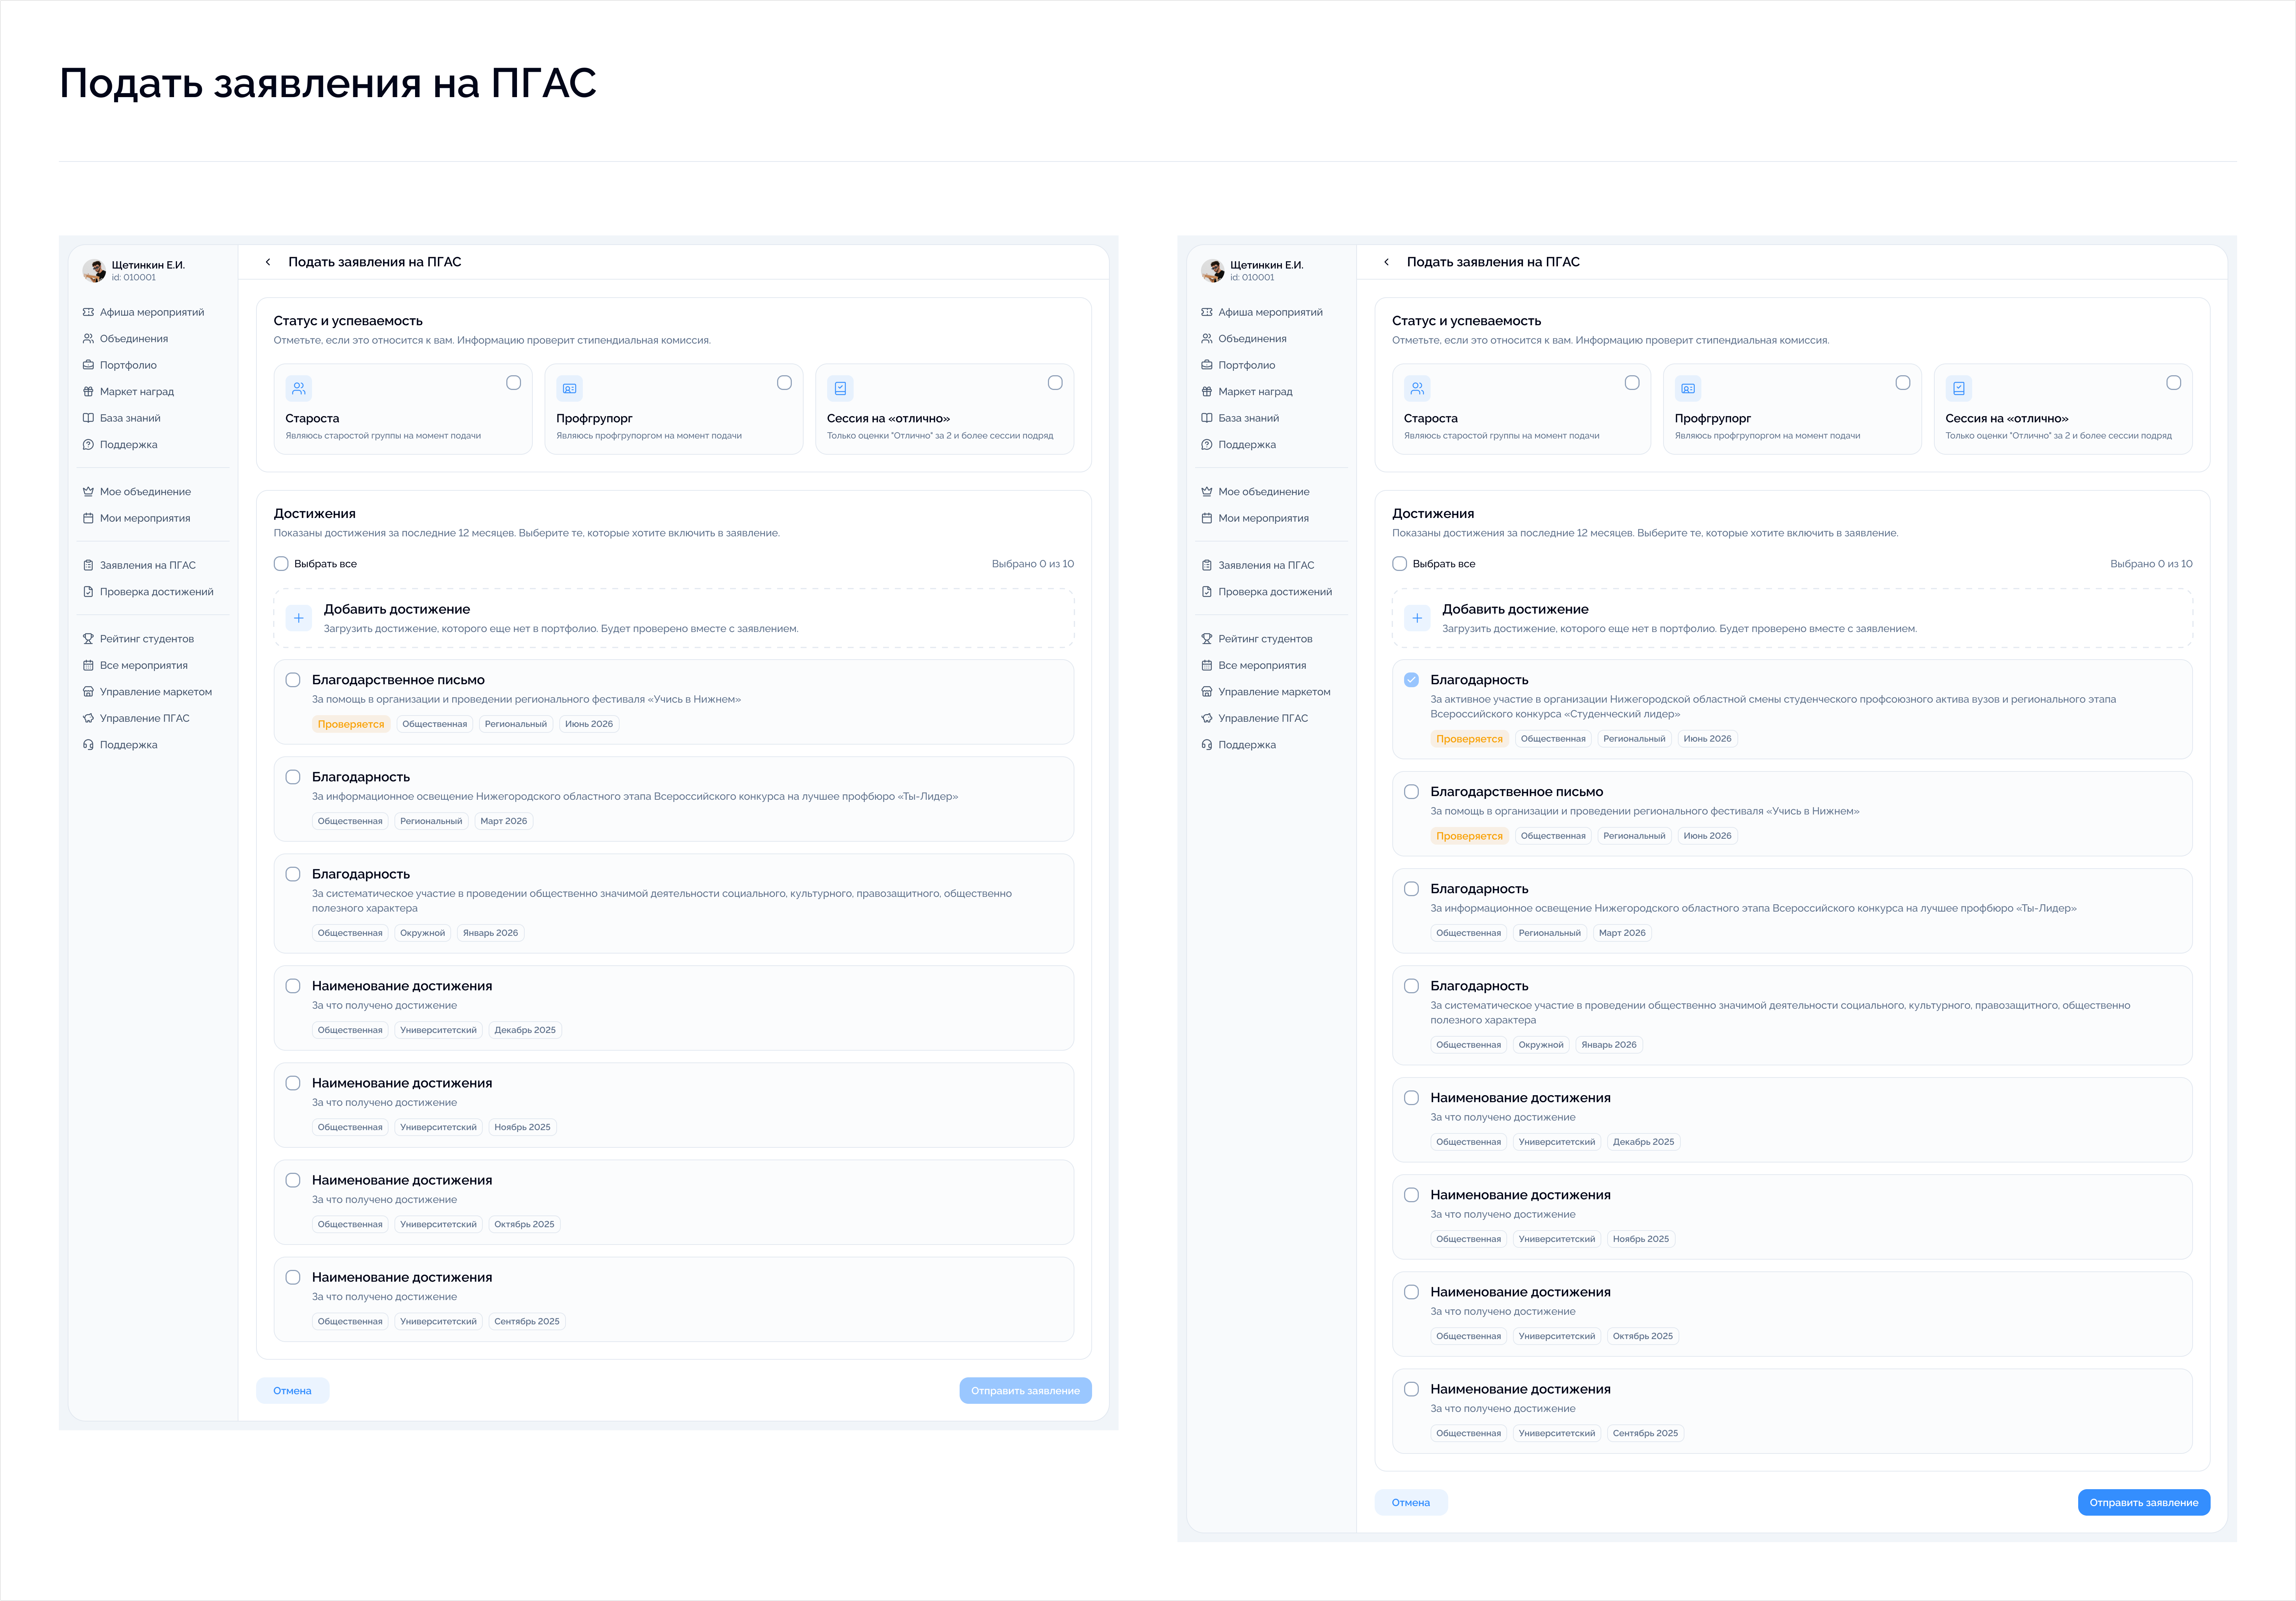 Подать заявления на ПГАС
Щетинкин Е.И.
id: 010001
Афиша мероприятий
Объединения
Портфолио
Маркет наград
База знаний
Поддержка
Мое объединение
Мои мероприятия
Заявления на ПГАС
Проверка достижений
Рейтинг студентов
Все мероприятия
Управление маркетом
Управление ПГАС
Поддержка
Подать заявления на ПГАС
Статус и успеваемость
Отметьте, если это относится к вам. Информацию проверит стипендиальная комиссия.
Староста
Являюсь старостой группы на момент подачи
Профгрупорг
Являюсь профгрупоргом на момент подачи
Сессия на «отлично»
Только оценки "Отлично" за 2 и более сессии подряд
Достижения
Показаны достижения за последние 12 месяцев. Выберите те, которые хотите включить в заявление.
Выбрать все
Выбрано 0 из 10
Добавить достижение
Загрузить достижение, которого еще нет в портфолио. Будет проверено вместе с заявлением.
Благодарственное письмо
За помощь в организации и проведении регионального фестиваля «Учись в Нижнем»
Проверяется Общественная Региональный Июнь 2026
Благодарность
За информационное освещение Нижегородского областного этапа Всероссийского конкурса на лучшее профбюро «Ты-Лидер»
Общественная Региональный Март 2026
Благодарность
За систематическое участие в проведении общественно значимой деятельности социального, культурного, правозащитного, общественно
полезного характера
Общественная Окружной Январь 2026
Наименование достижения
За что получено достижение
Общественная Университетский Декабрь 2025
Наименование достижения
За что получено достижение
Общественная Университетский Ноябрь 2025
Наименование достижения
За что получено достижение
Общественная Университетский Октябрь 2025
Наименование достижения
За что получено достижение
Общественная Университетский Сентябрь 2025
Отмена
Отправить заявление
Щетинкин Е.И.
id: 010001
Афиша мероприятий
Объединения
Портфолио
Маркет наград
База знаний
Поддержка
Мое объединение
Мои мероприятия
Заявления на ПГАС
Проверка достижений
Рейтинг студентов
Все мероприятия
Управление маркетом
Управление ПГАС
Поддержка
Подать заявления на ПГАС
Статус и успеваемость
Отметьте, если это относится к вам. Информацию проверит стипендиальная комиссия.
Староста
Являюсь старостой группы на момент подачи
Профгрупорг
Являюсь профгрупоргом на момент подачи
Сессия на «отлично»
Только оценки "Отлично" за 2 и более сессии подряд
Достижения
Показаны достижения за последние 12 месяцев. Выберите те, которые хотите включить в заявление.
Выбрать все
Выбрано 0 из 10
Добавить достижение
Загрузить достижение, которого еще нет в портфолио. Будет проверено вместе с заявлением.
Благодарность
За активное участие в организации Нижегородской областной смены студенческого профсоюзного актива вузов и регионального этапа
Всероссийского конкурса «Студенческий лидер»
Проверяется Общественная Региональный Июнь 2026
Благодарственное письмо
За помощь в организации и проведении регионального фестиваля «Учись в Нижнем»
Проверяется Общественная Региональный Июнь 2026
Благодарность
За информационное освещение Нижегородского областного этапа Всероссийского конкурса на лучшее профбюро «Ты-Лидер»
Общественная Региональный Март 2026
Благодарность
За систематическое участие в проведении общественно значимой деятельности социального, культурного, правозащитного, общественно
полезного характера
Общественная Окружной Январь 2026
Наименование достижения
За что получено достижение
Общественная Университетский Декабрь 2025
Наименование достижения
За что получено достижение
Общественная Университетский Ноябрь 2025
Наименование достижения
За что получено достижение
Общественная Университетский Октябрь 2025
Наименование достижения
За что получено достижение
Общественная Университетский Сентябрь 2025
Отмена
Отправить заявление